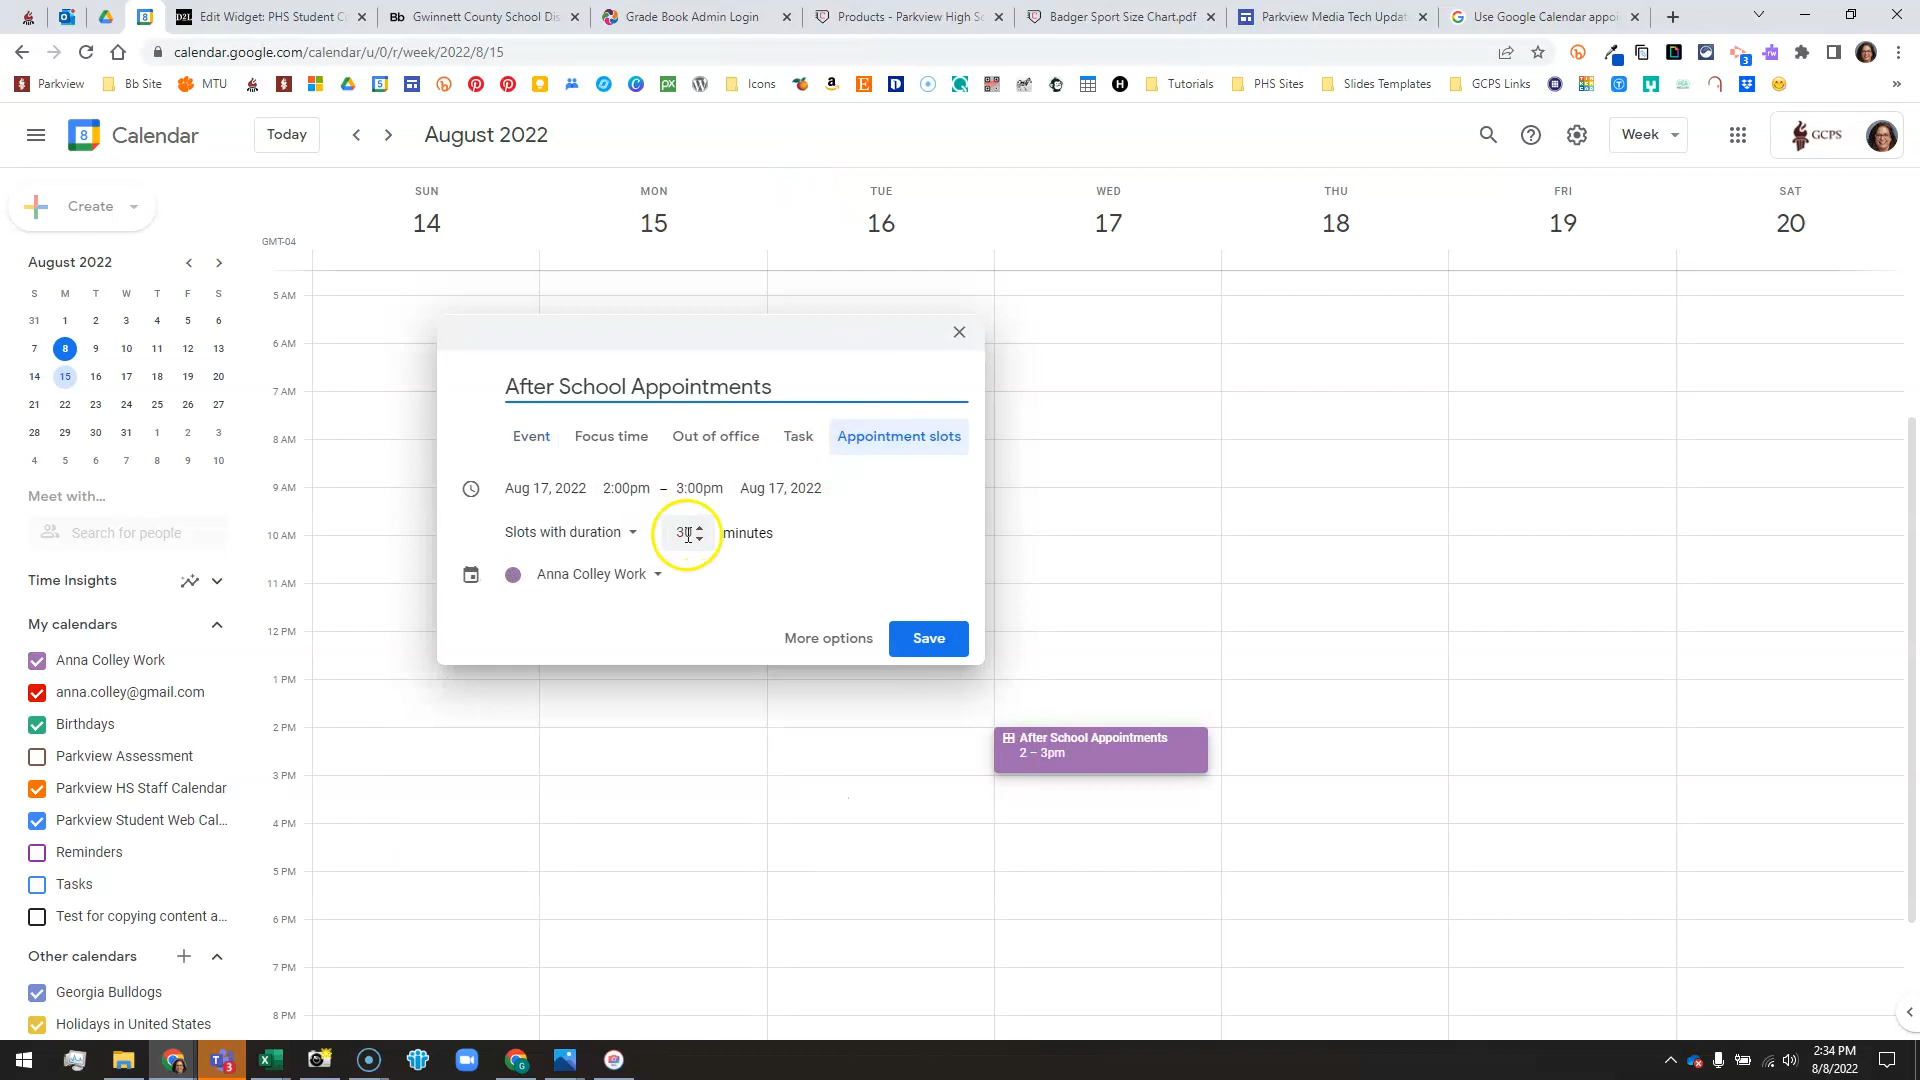 Edit Widget: PHS Student C
Gwinnett County School Dis
Grade Book Admin Login
Products - Parkview High Sc
Badger Sport Size Chart.pdf
Parkview Media Tech Updat
Use Google Calendar appoi
calendar.google.com/calendar/u/0/r/week/2022/8/15
Parkview
Bb Site
MTU
Icons
Tutorials
PHS Sites
Slides Templates
GCPS Links
8
Calendar
Today
August 2022
Week
GCPS
Create
SUN
MON
TUE
WED
THU
FRI
SAT
14
15
16
17
18
19
20
GMT-04
August 2022
S M T W T F S
31 1 2 3 4 5 6
7 8 9 10 11 12 13
14 15 16 17 18 19 20
21 22 23 24 25 26 27
28 29 30 31 1 2 3
4 5 6 7 8 9 10
Meet with...
Search for people
Time Insights
My calendars
Anna Colley Work
anna.colley@gmail.com
Birthdays
Parkview Assessment
Parkview HS Staff Calendar
Parkview Student Web Cal...
Reminders
Tasks
Test for copying content a...
Other calendars
Georgia Bulldogs
Holidays in United States
5 AM
6 AM
7 AM
8 AM
9 AM
10 AM
11 AM
12 PM
1 PM
2 PM
3 PM
4 PM
5 PM
6 PM
7 PM
8 PM
After School Appointments
Event
Focus time
Out of office
Task
Appointment slots
Aug 17, 2022 2:00pm – 3:00pm Aug 17, 2022
Slots with duration
30
minutes
Anna Colley Work
More options
Save
After School Appointments
2 – 3pm
2:34 PM
8/8/2022